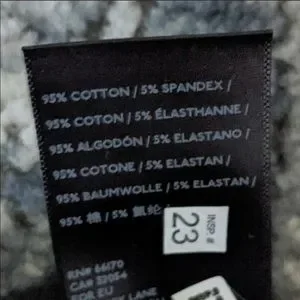 95% COTTON / 5% SPANDEX /
95% COTON / 5% ÉLASTHANNE /
95% ALGODÓN / 5% ELASTANO /
95% COTONE / 5% ELASTAN /
95% BAUMWOLLE / 5% ELASTAN /
95% 棉 / 5% 氨纶
INSP #
23
RN# 66170
CA# 32054
FOR EU
LANE